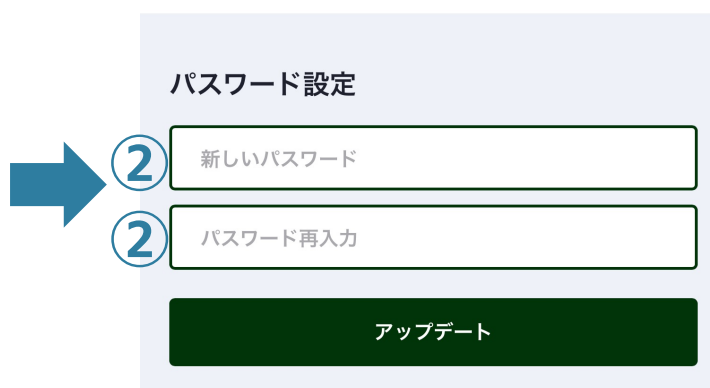 パスワード設定
② 新しいパスワード
② パスワード再入力
アップデート